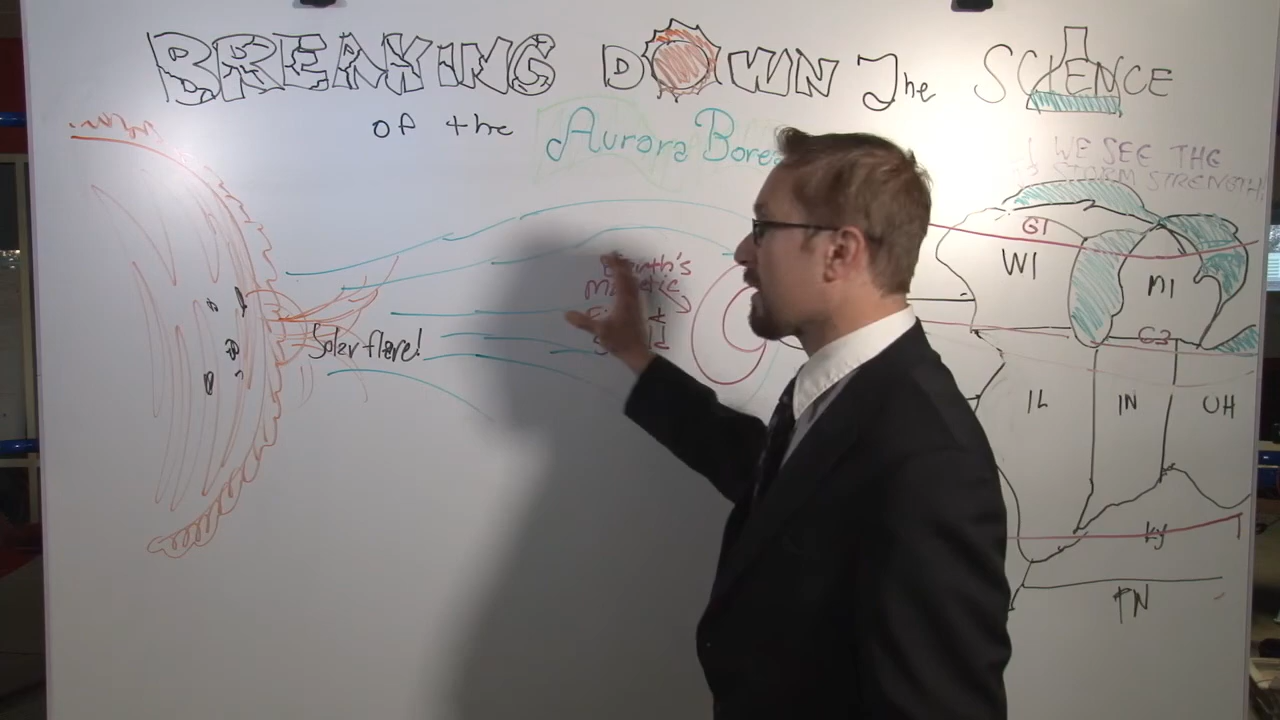 BREAKING DOWN The SCIENCE
of the Aurora Borea
WE SEE THE
STORM STRENGTH
G1
WI
MI
Earth's
Magnetic
Solar flare!
G3
IL
IN
OH
Ky
TN